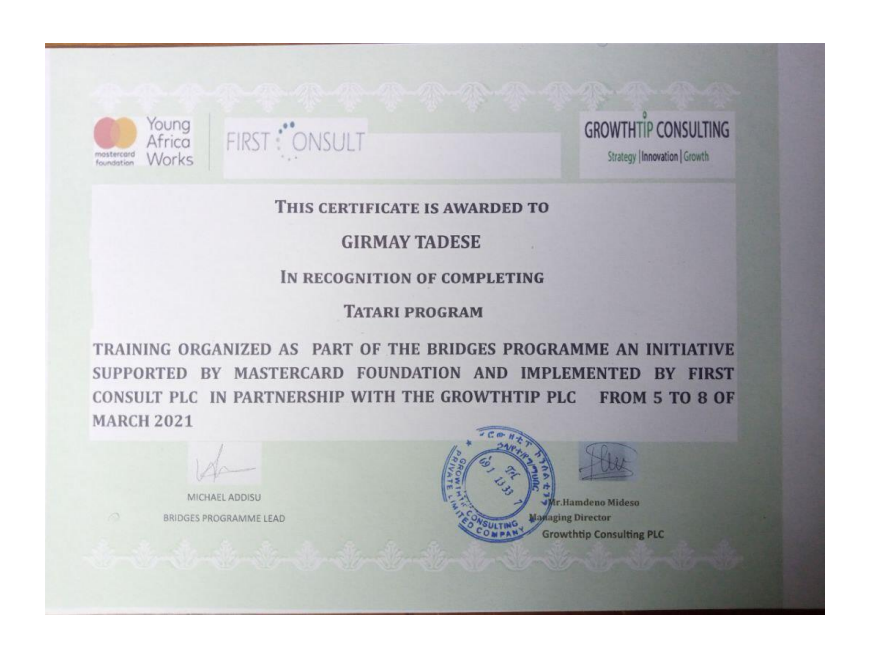 Young
Africa
Works
mastercard
foundation
FIRST CONSULT
GROWTHTIP CONSULTING
Strategy | Innovation | Growth
THIS CERTIFICATE IS AWARDED TO
GIRMAY TADESE
IN RECOGNITION OF COMPLETING
TATARI PROGRAM
TRAINING ORGANIZED AS PART OF THE BRIDGES PROGRAMME AN INITIATIVE
SUPPORTED BY MASTERCARD FOUNDATION AND IMPLEMENTED BY FIRST
CONSULT PLC IN PARTNERSHIP WITH THE GROWTHTIP PLC FROM 5 TO 8 OF
MARCH 2021
MICHAEL ADDISU
BRIDGES PROGRAMME LEAD
GROWTHTIP CONSULTING
PRIVATE LIMITED COMPANY
Mr.Hamdeno Mideso
Managing Director
Growthtip Consulting PLC